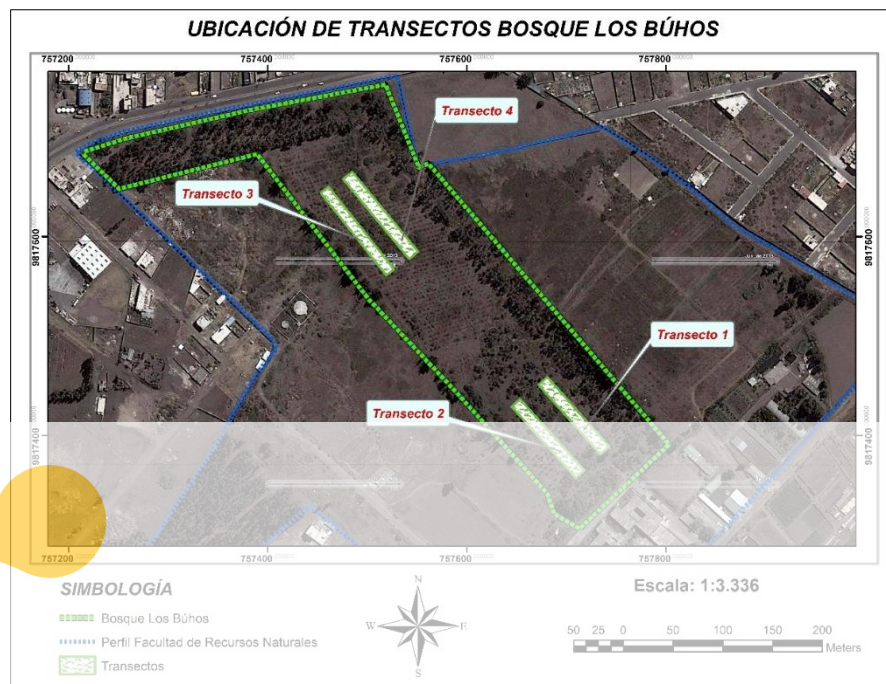 UBICACIÓN DE TRANSECTOS BOSQUE LOS BÚHOS
757200 757400 757600 757800
Transecto 4
Transecto 3
9817600 9817600
Transecto 1
Transecto 2
9817400 9817400
757200 757400 757600 757800
SIMBOLOGÍA
Bosque Los Búhos
Perfil Facultad de Recursos Naturales
Transectos
N
W E
S
Escala: 1:3.336
50 25 0 50 100 150 200
Meters